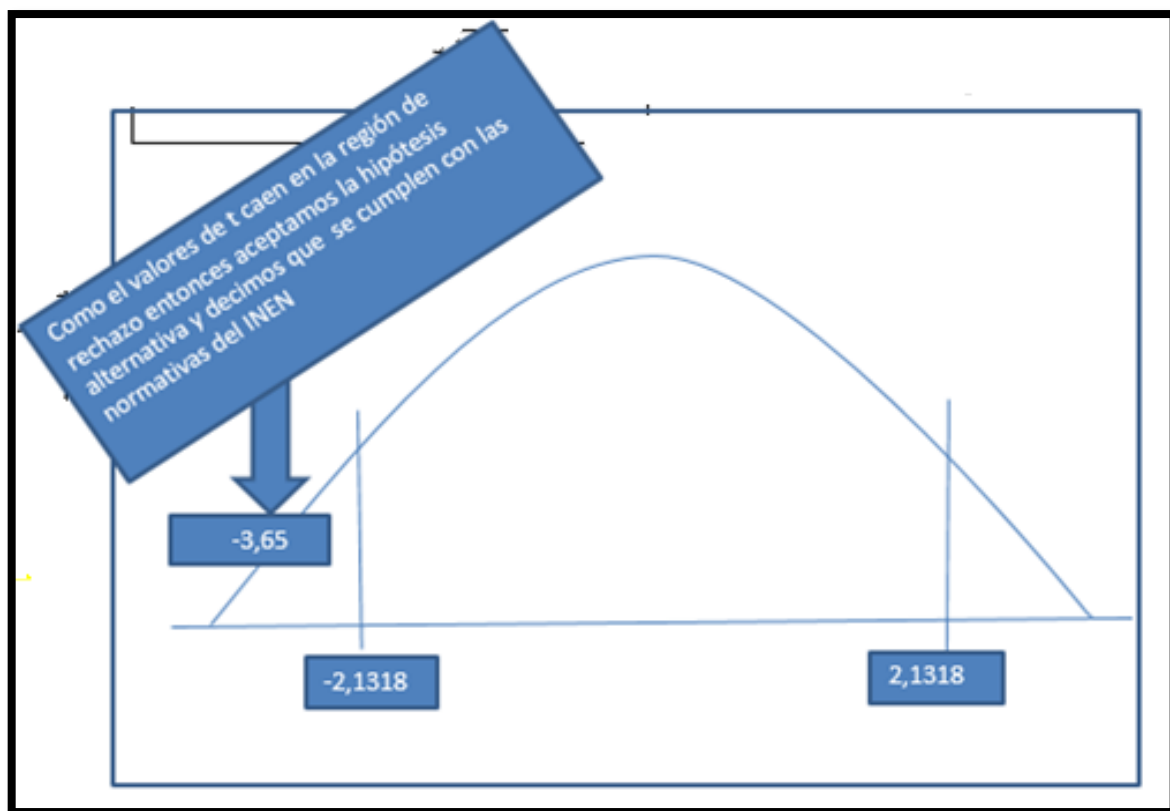 Como el valores de t caen en la región de
rechazo entonces aceptamos la hipótesis
alternativa y decimos que  se cumplen con las
normativas del INEN
-3,65
-2,1318
2,1318